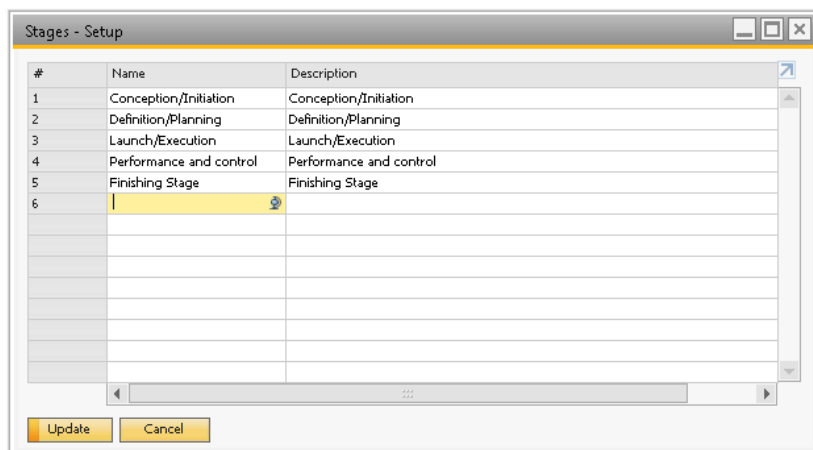 Stages - Setup
# Name Description
1 Conception/Initiation Conception/Initiation
2 Definition/Planning Definition/Planning
3 Launch/Execution Launch/Execution
4 Performance and control Performance and control
5 Finishing Stage Finishing Stage
6
Update Cancel